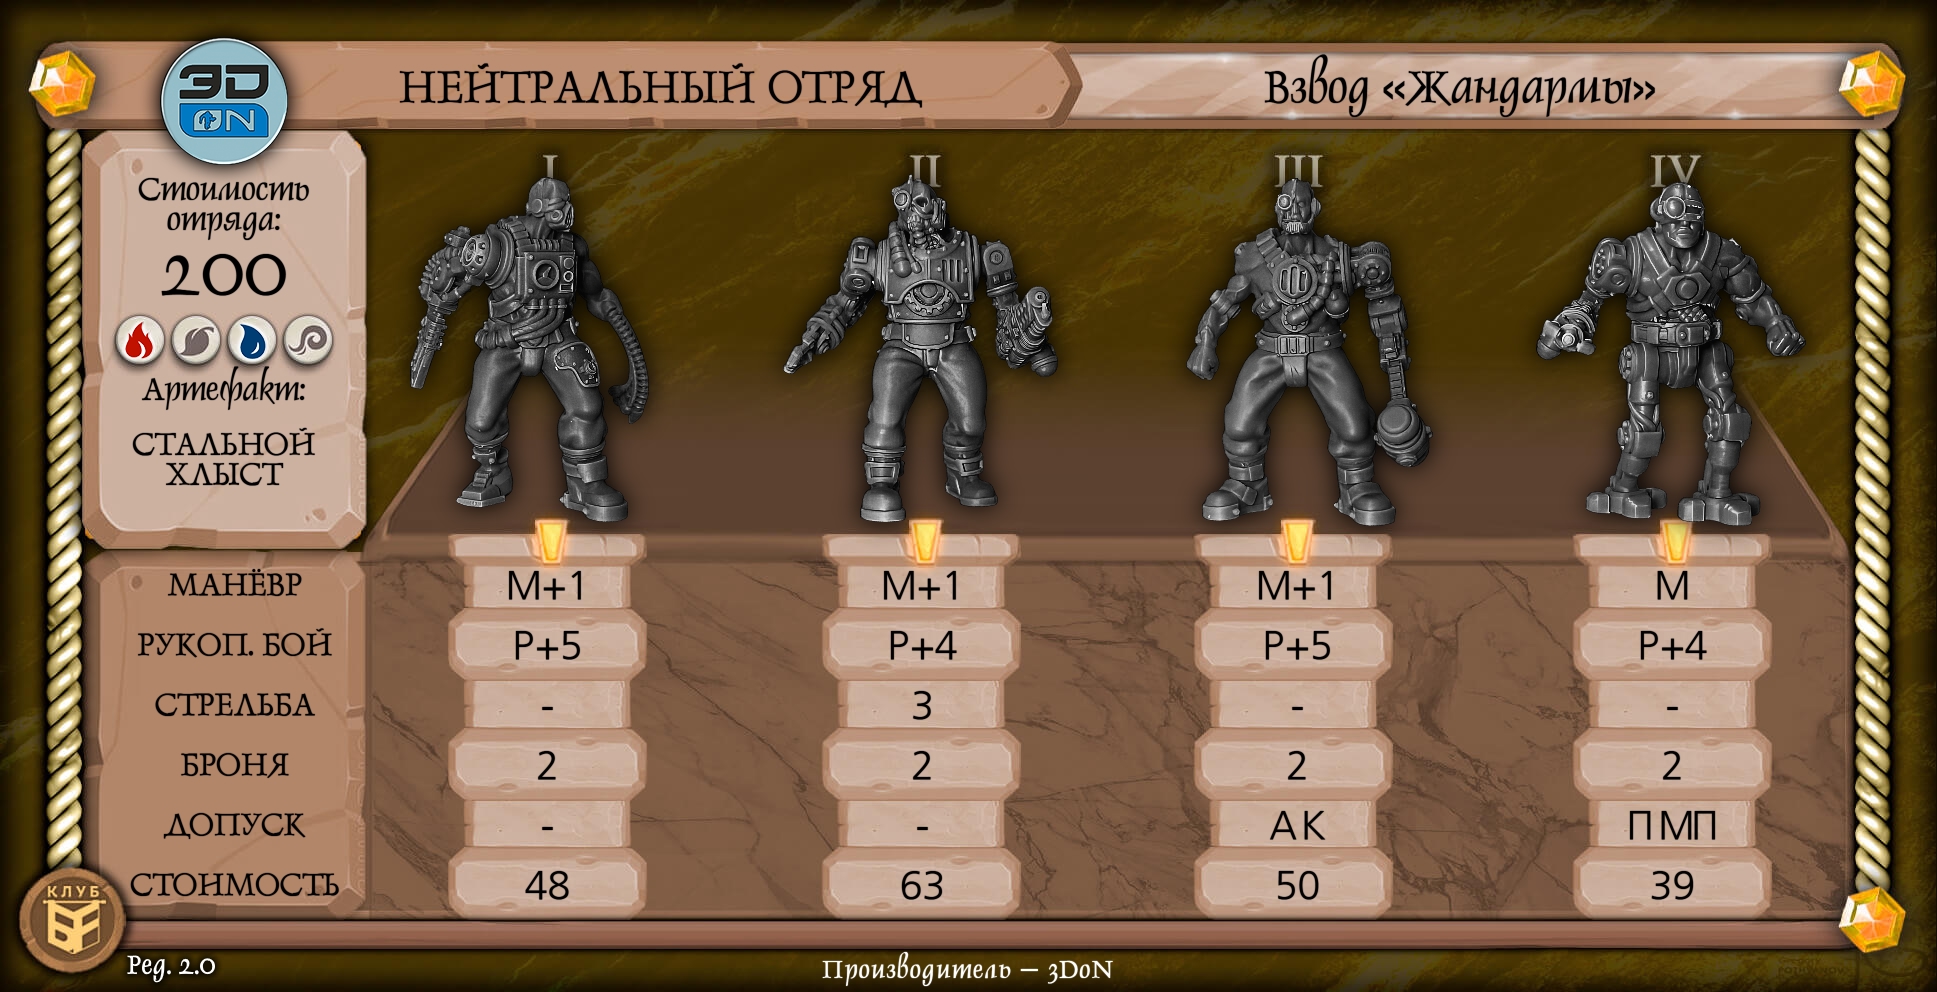 3D
ON
НЕЙТРАЛЬНЫЙ ОТРЯД
Взвод «Жандармы»
Стоимость
отряда:
200
Артефакт:
СТАЛЬНОЙ
ХЛЫСТ
I II III IV
МАНЁВР М+1 М+1 М+1 М
РУКОП. БОЙ Р+5 Р+4 Р+5 Р+4
СТРЕЛЬБА - 3 - -
БРОНЯ 2 2 2 2
ДОПУСК - - АК ПМП
СТОИМОСТЬ 48 63 50 39
КЛУБ
Ред. 2.0
Производитель – 3DoN